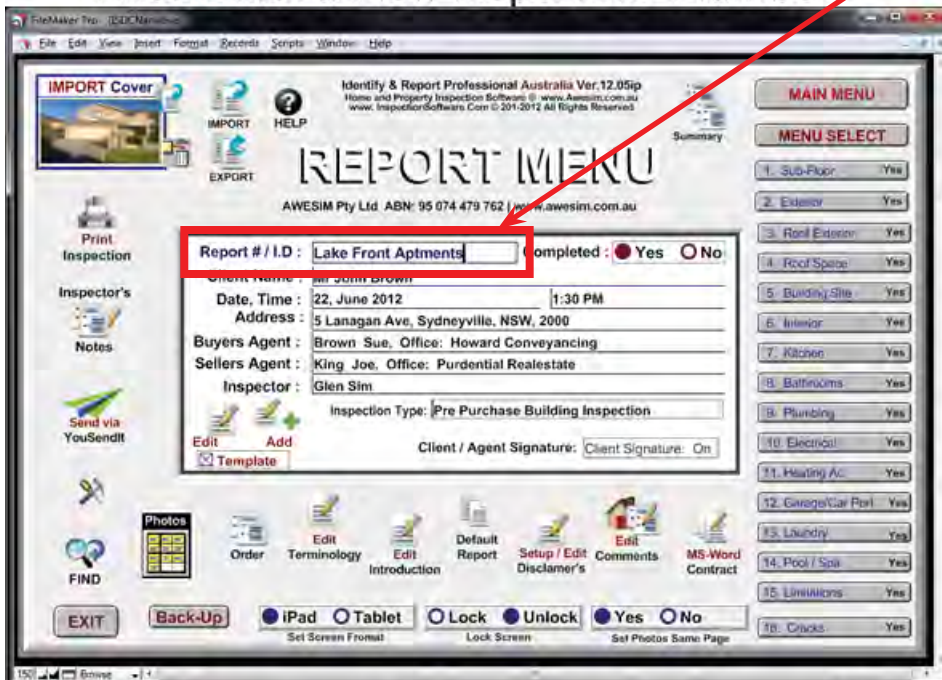 FileMaker Pro
File Edit View Insert Format Records Scripts Window Help
IMPORT Cover
IMPORT
HELP
EXPORT
Identify & Report Professional Australia Ver.12.05ip
Home and Property Inspection Software © www.Awesim.com.au
www. InspectionSoftware Com © 201-2012 All Rights Reserved
Summary
REPORT MENU
AWESIM Pty Ltd ABN: 95 074 479 762 | www.awesim.com.au
MAIN MENU
MENU SELECT
1. Sub-Floor Yes
2. Exterior Yes
3. Roof Exterior Yes
4. Roof Space Yes
5. Building Site Yes
6. Interior Yes
7. Kitchen Yes
8. Bathrooms Yes
9. Plumbing Yes
10. Electrical Yes
11. Heating Ac Yes
12. Garage/Car Port Yes
13. Laundry Yes
14. Pool / Spa Yes
15. Limitations Yes
16. Cracks Yes
Print
Inspection
Inspector's
Notes
Send via
YouSendIt
FIND
Report # / I.D : Lake Front Aptments Completed : Yes No
Client Name : Mr John Brown
Date, Time : 22, June 2012 1:30 PM
Address : 5 Lanagan Ave, Sydneyville, NSW, 2000
Buyers Agent : Brown Sue, Office: Howard Conveyancing
Sellers Agent : King Joe, Office: Purdential Realestate
Inspector : Glen Sim
Inspection Type: Pre Purchase Building Inspection
Edit Add
Template
Client / Agent Signature: Client Signature: On
Photos
Order
Edit
Terminology
Edit
Introduction
Default
Report
Setup / Edit
Disclamer's
Edit
Comments
MS-Word
Contract
EXIT
Back-Up
iPad Tablet
Set Screen Fromat
Lock Unlock
Lock Screen
Yes No
Set Photos Same Page
150 Browse